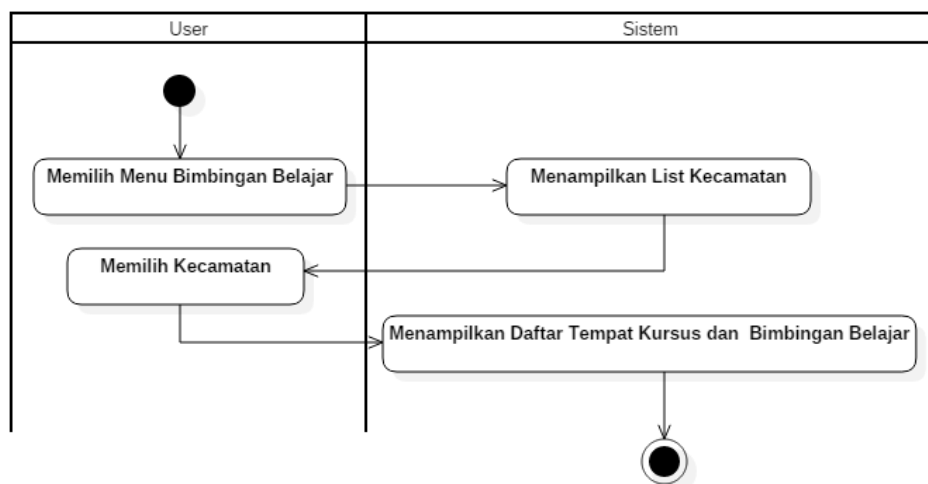 User
Sistem
Memilih Menu Bimbingan Belajar
Menampilkan List Kecamatan
Memilih Kecamatan
Menampilkan Daftar Tempat Kursus dan  Bimbingan Belajar